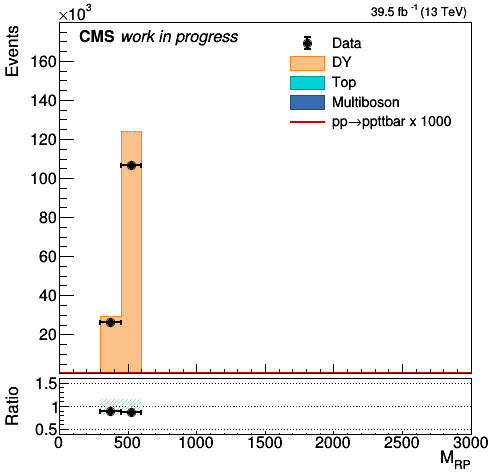 ×10³
39.5 fb⁻¹ (13 TeV)
Events
CMS work in progress
Data
DY
Top
Multiboson
pp→ppttbar x 1000
160
140
120
100
80
60
40
20
Ratio
1.5
1
0.5
0 500 1000 1500 2000 2500 3000
M_RP